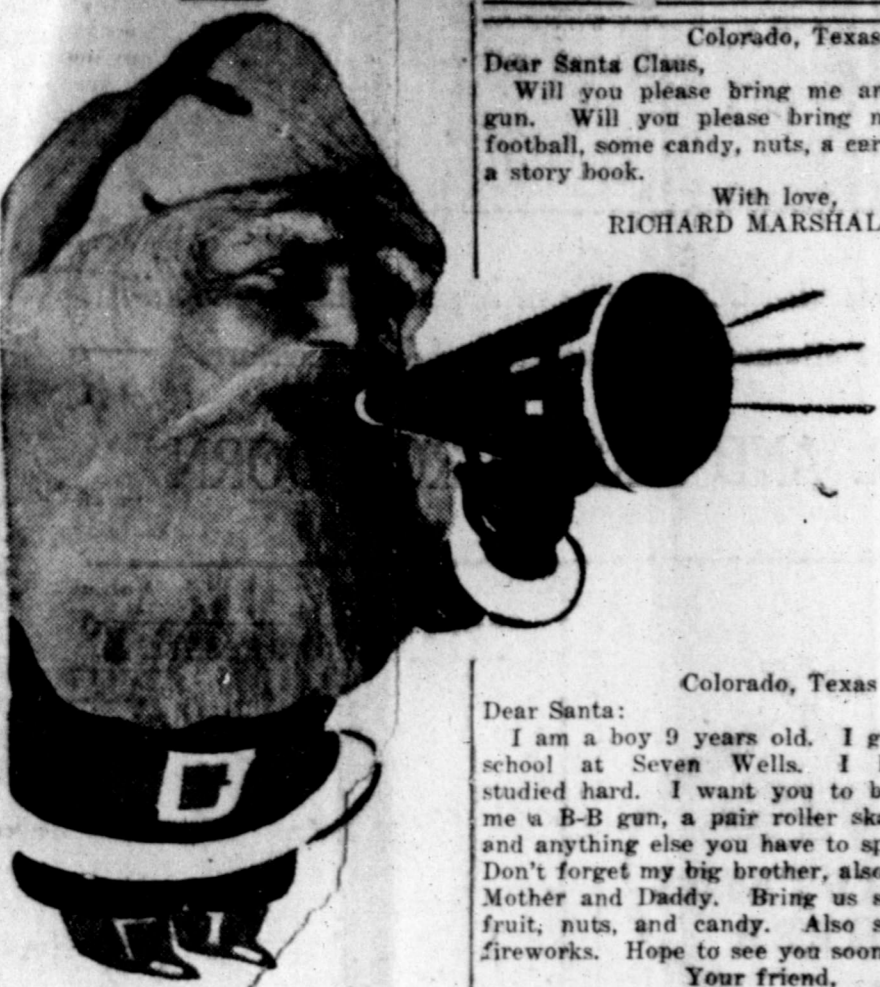 Colorado, Texas
Dear Santa Claus,
Will you please bring me
gun. Will you please bring
football, some candy, nuts, a
a story book.
With love,
RICHARD MARSHAL
Colorado, Texas
Dear Santa:
I am a boy 9 years old. I
school at Seven Wells. I
studied hard. I want you to
me a B-B gun, a pair roller
and anything else you have to
Don't forget my big brother,
Mother and Daddy. Bring us
fruit, nuts, and candy. Also
fireworks. Hope to see you soon
Your friend,